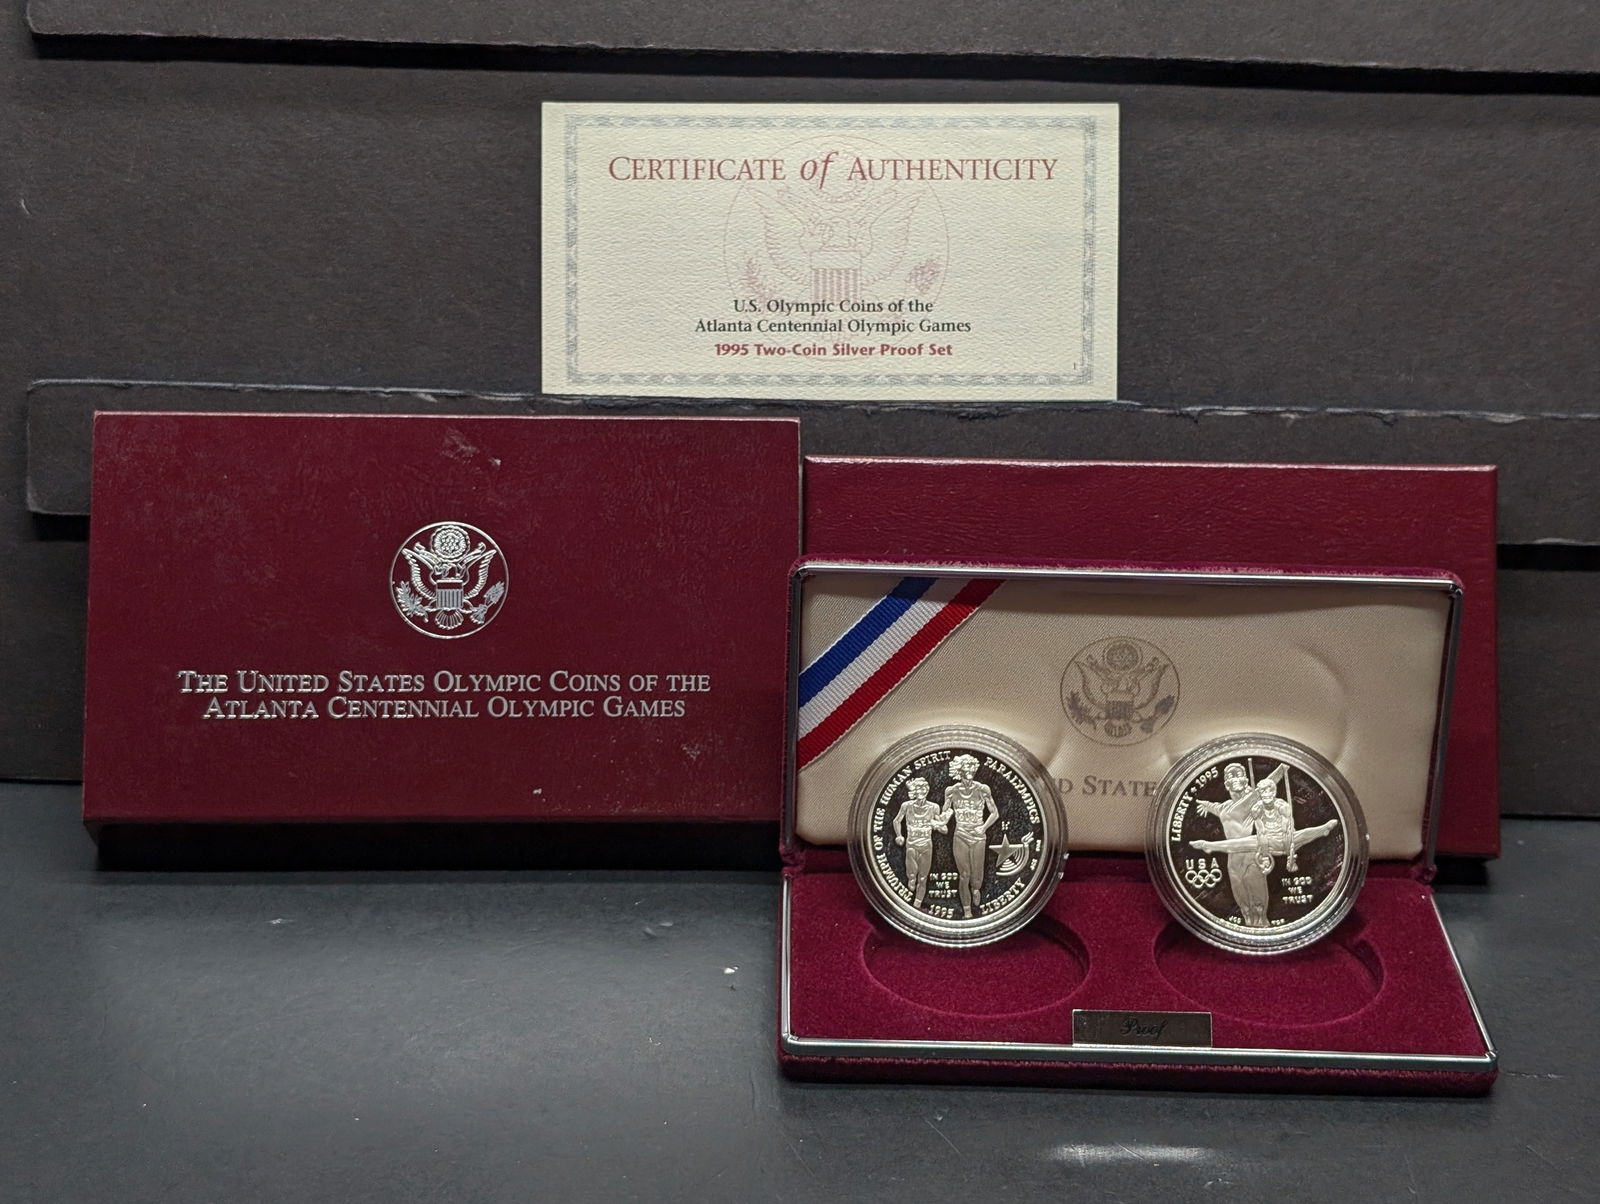 CERTIFICATE of AUTHENTICITY
U.S. Olympic Coins of the
Atlanta Centennial Olympic Games
1995 Two-Coin Silver Proof Set
1
THE UNITED STATES OLYMPIC COINS OF THE
ATLANTA CENTENNIAL OLYMPIC GAMES
D STATE
TRIUMPH OF THE HUMAN SPIRIT
PARALYMPICS
IN GOD
WE
TRUST
1995
LIBERTY
LIBERTY • 1995
USA
IN GOD
WE
TRUST
Proof